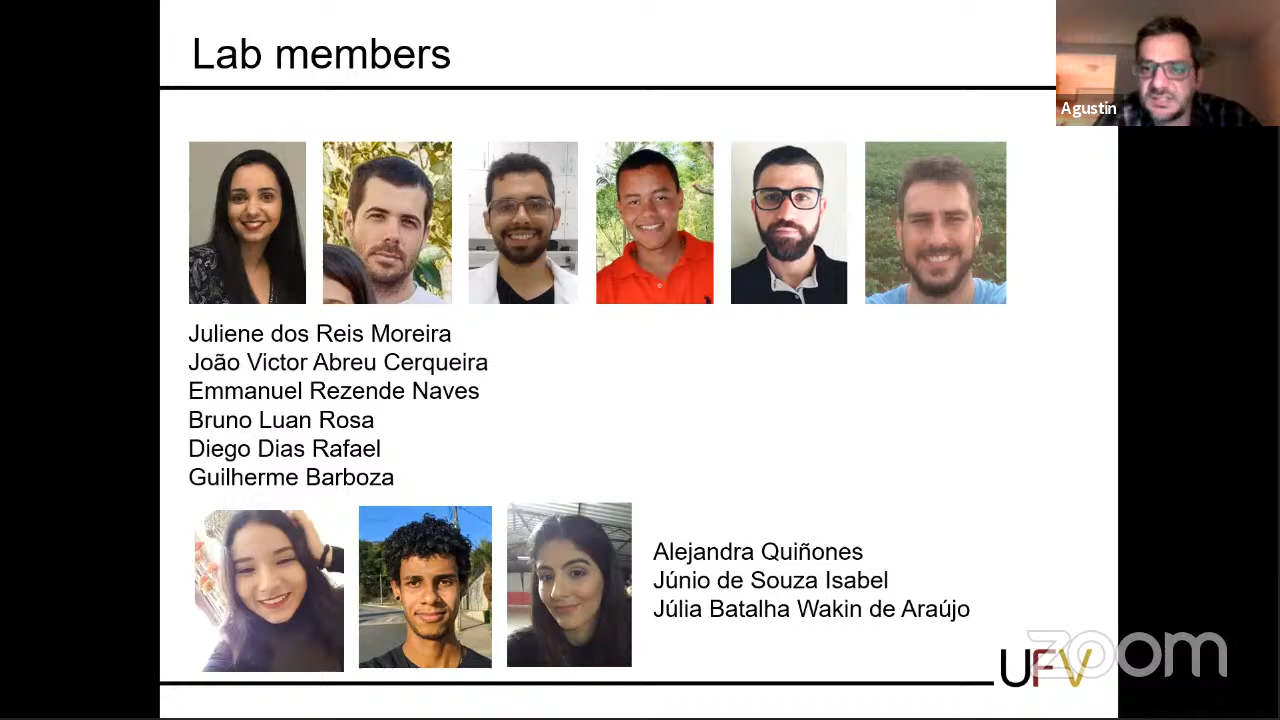 Lab members
Agustin
Juliene dos Reis Moreira
João Victor Abreu Cerqueira
Emmanuel Rezende Naves
Bruno Luan Rosa
Diego Dias Rafael
Guilherme Barboza
Alejandra Quiñones
Júnio de Souza Isabel
Júlia Batalha Wakin de Araújo
UFV
zoom